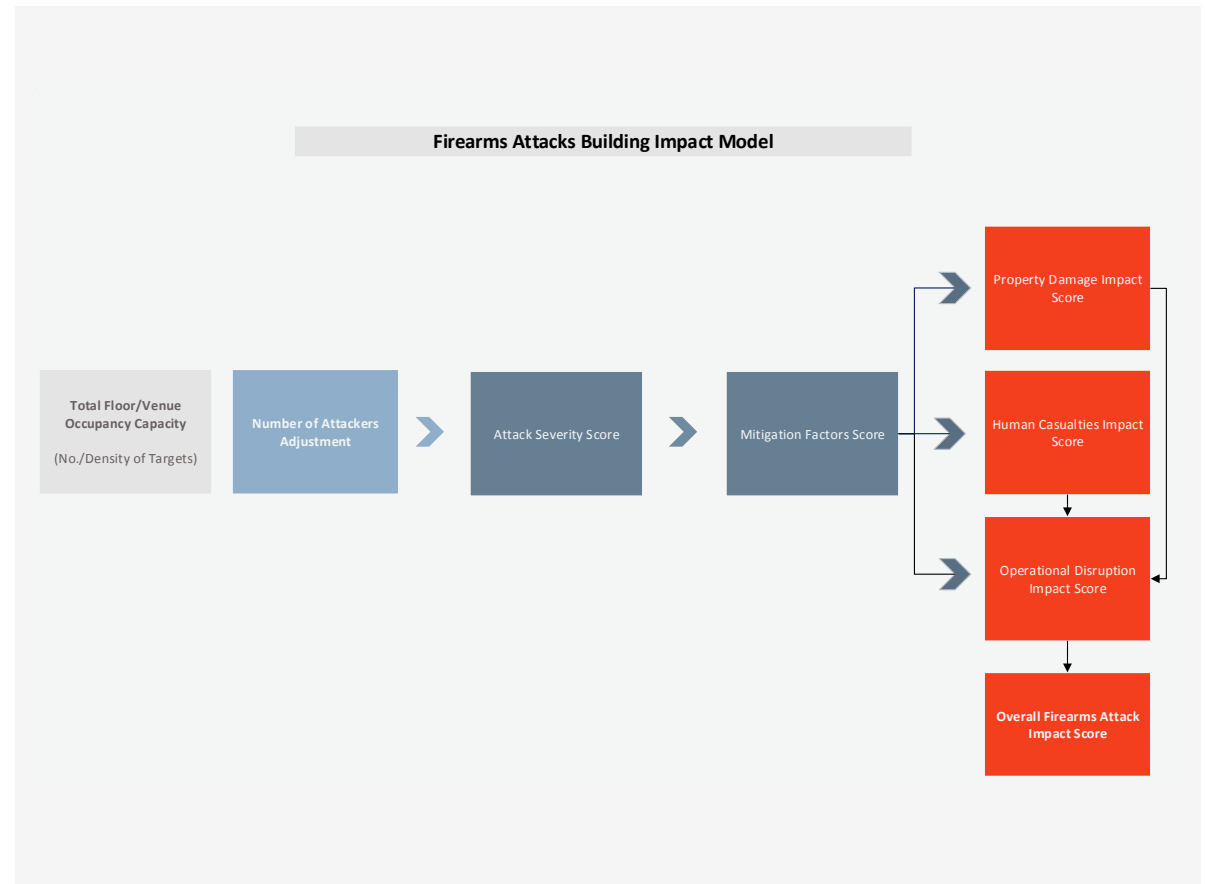 Firearms Attacks Building Impact Model
Property Damage Impact
Score
Total Floor/Venue
Occupancy Capacity
(No./Density of Targets)
Number of Attackers
Adjustment
Attack Severity Score
Mitigation Factors Score
Human Casualties Impact
Score
Operational Disruption
Impact Score
Overall Firearms Attack
Impact Score